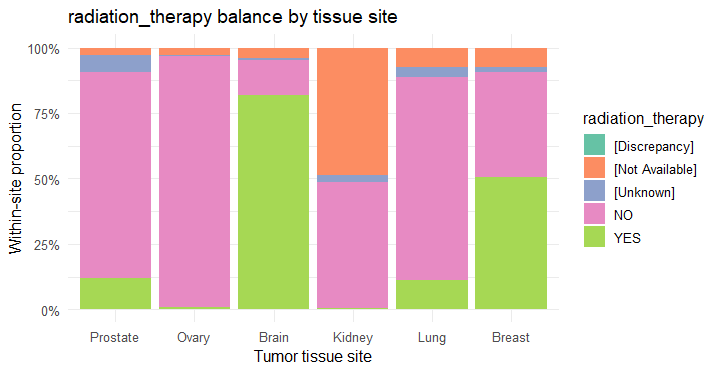 radiation_therapy balance by tissue site
100%
75%
50%
25%
0%
Within-site proportion
Prostate
Ovary
Brain
Kidney
Lung
Breast
Tumor tissue site
radiation_therapy
[Discrepancy]
[Not Available]
[Unknown]
NO
YES